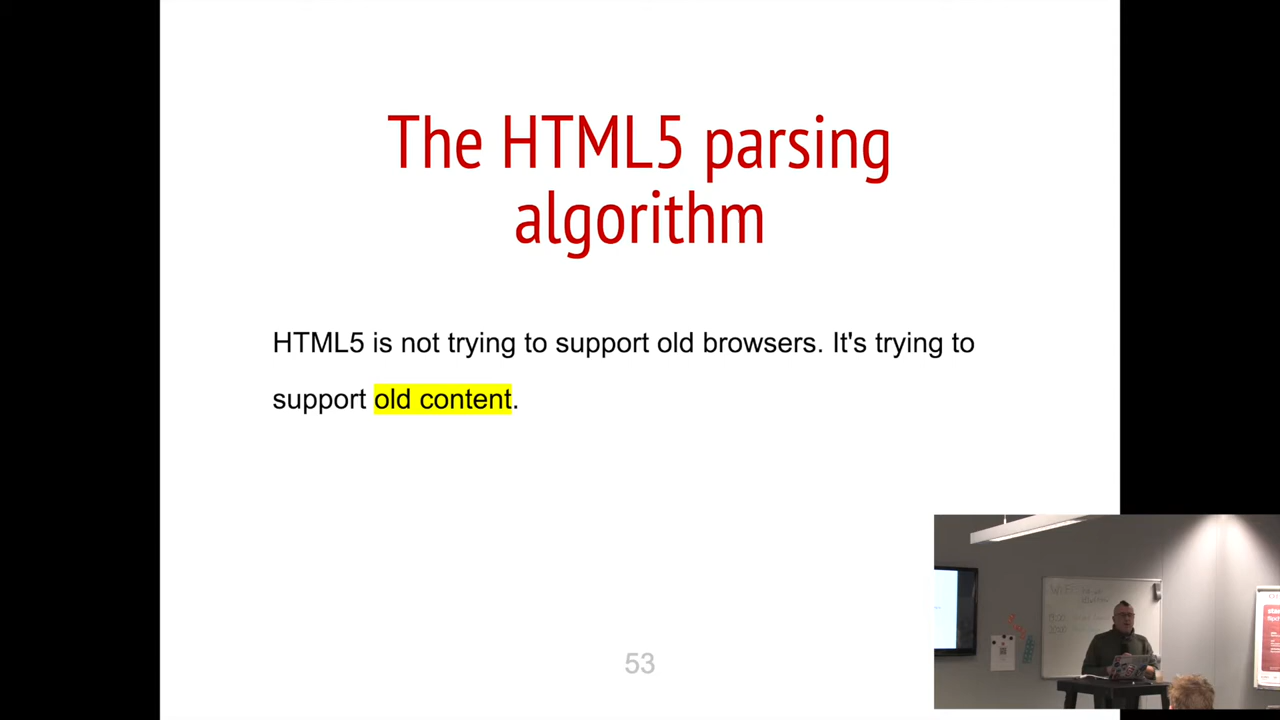 The HTML5 parsing
algorithm
HTML5 is not trying to support old browsers. It's trying to
support old content.
53